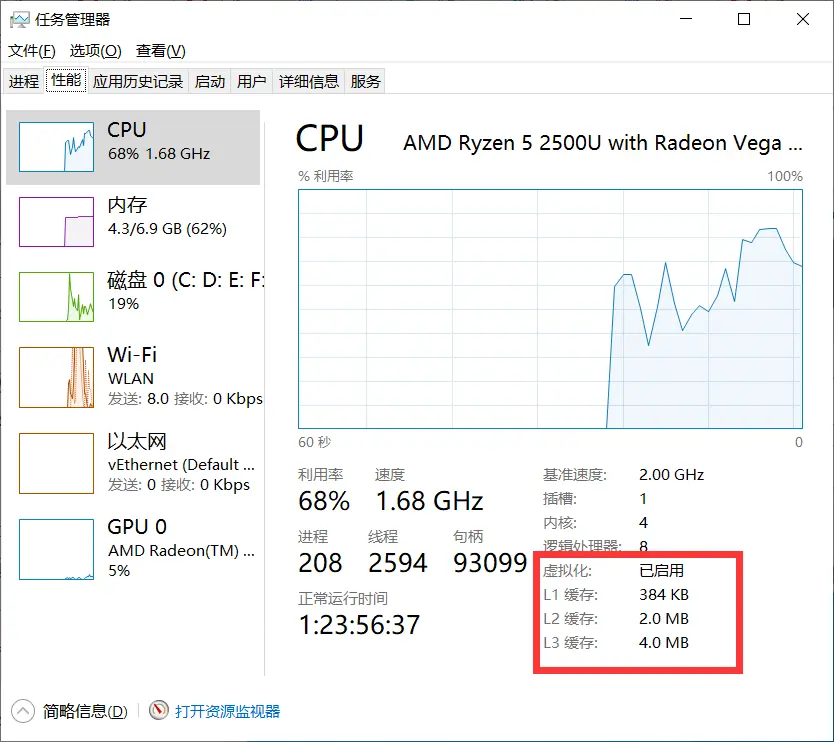 任务管理器
文件(F) 选项(O) 查看(V)
进程 性能 应用历史记录 启动 用户 详细信息 服务
CPU
68% 1.68 GHz
内存
4.3/6.9 GB (62%)
磁盘 0 (C: D: E: F:
19%
Wi-Fi
WLAN
发送: 8.0 接收: 0 Kbps
以太网
vEthernet (Default ...
发送: 0 接收: 0 Kbps
GPU 0
AMD Radeon(TM) ...
5%
CPU AMD Ryzen 5 2500U with Radeon Vega ...
% 利用率 100%
60 秒 0
利用率 速度
68% 1.68 GHz
进程 线程 句柄
208 2594 93099
正常运行时间
1:23:56:37
基准速度: 2.00 GHz
插槽: 1
内核: 4
逻辑处理器: 8
虚拟化: 已启用
L1 缓存: 384 KB
L2 缓存: 2.0 MB
L3 缓存: 4.0 MB
简略信息(D) 打开资源监视器